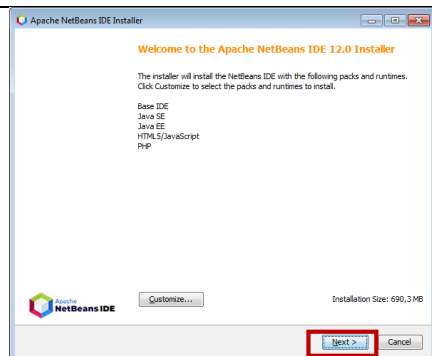 Apache NetBeans IDE Installer
Welcome to the Apache NetBeans IDE 12.0 Installer
The installer will install the NetBeans IDE with the following packs and runtimes.
Click Customize to select the packs and runtimes to install.
Base IDE
Java SE
Java EE
HTML5/JavaScript
PHP
Apache
NetBeans IDE
Customize...
Installation Size: 690,3 MB
Next >
Cancel